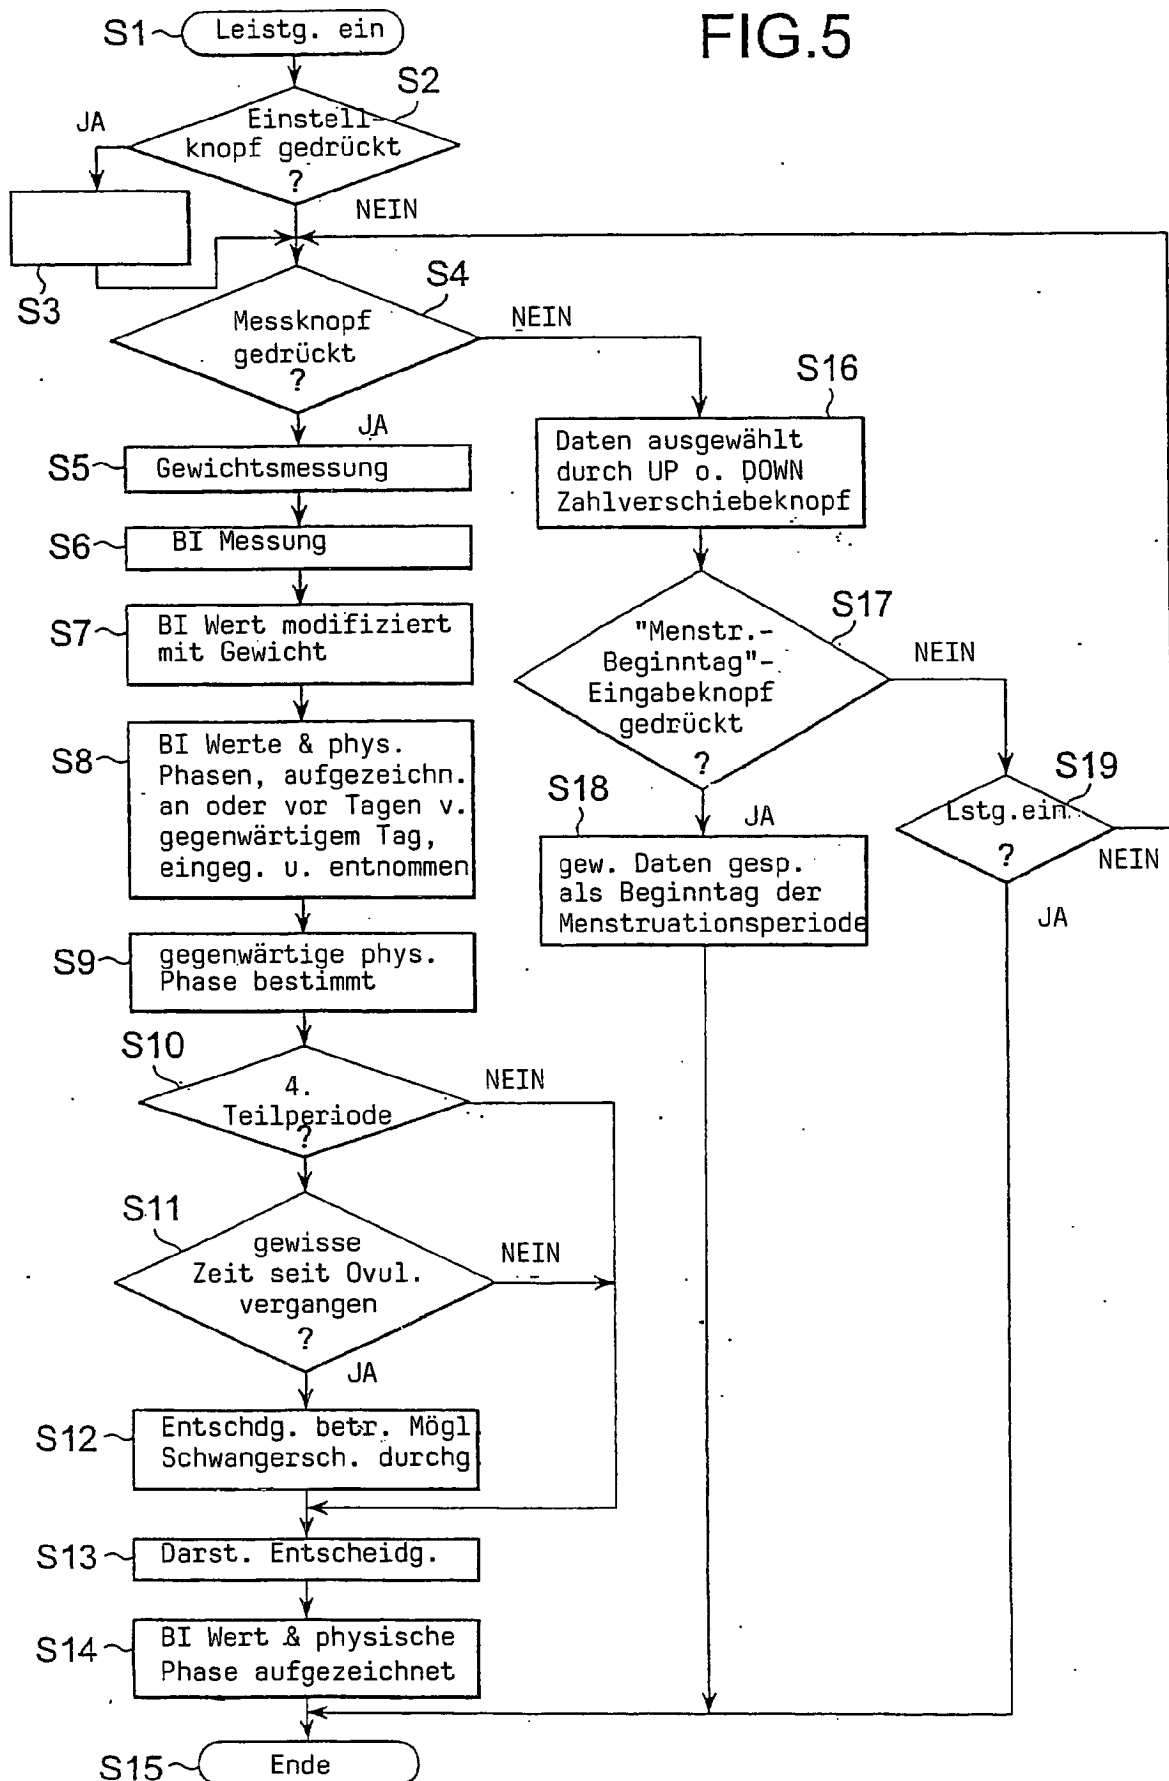 FIG.5
S1
Leistg. ein
S2
Einstell-
knopf gedrückt
?
JA
NEIN
S3
S4
Messknopf
gedrückt
?
NEIN
JA
S5
Gewichtsmessung
S6
BI Messung
S7
BI Wert modifiziert
mit Gewicht
S8
BI Werte & phys.
Phasen, aufgezeichn.
an oder vor Tagen v.
gegenwärtigem Tag,
eingeg. u. entnommen
S9
gegenwärtige phys.
Phase bestimmt
S10
4.
Teilperiode
?
NEIN
S11
gewisse
Zeit seit Ovul.
vergangen
?
NEIN
JA
S12
Entschdg. betr. Mögl
Schwangersch. durchg
S13
Darst. Entscheidg.
S14
BI Wert & physische
Phase aufgezeichnet
S15
Ende
S16
Daten ausgewählt
durch UP o. DOWN
Zahlverschiebeknopf
S17
"Menstr.-
Beginntag"-
Eingabeknopf
gedrückt
?
NEIN
JA
S18
gew. Daten gesp.
als Beginntag der
Menstruationsperiode
S19
Lstg.ein
?
NEIN
JA